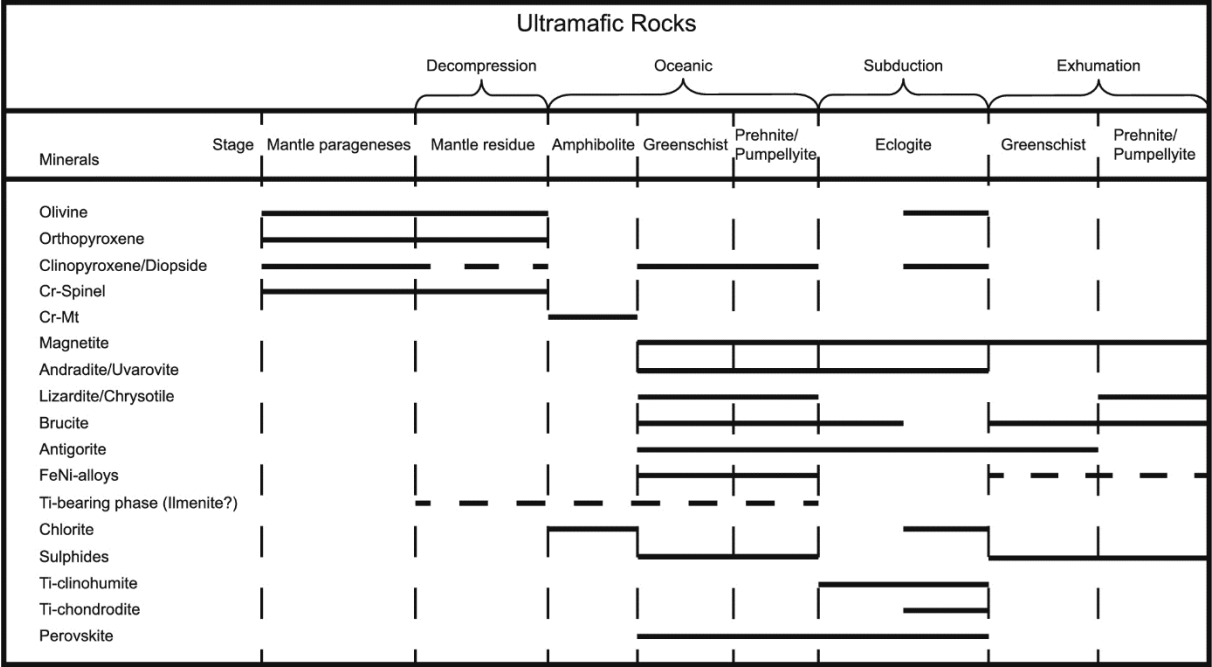 Ultramafic Rocks
Decompression Oceanic Subduction Exhumation
Minerals Stage Mantle parageneses Mantle residue Amphibolite Greenschist Prehnite/ Pumpellyite Eclogite Greenschist Prehnite/ Pumpellyite
Olivine
Orthopyroxene
Clinopyroxene/Diopside
Cr-Spinel
Cr-Mt
Magnetite
Andradite/Uvarovite
Lizardite/Chrysotile
Brucite
Antigorite
FeNi-alloys
Ti-bearing phase (Ilmenite?)
Chlorite
Sulphides
Ti-clinohumite
Ti-chondrodite
Perovskite